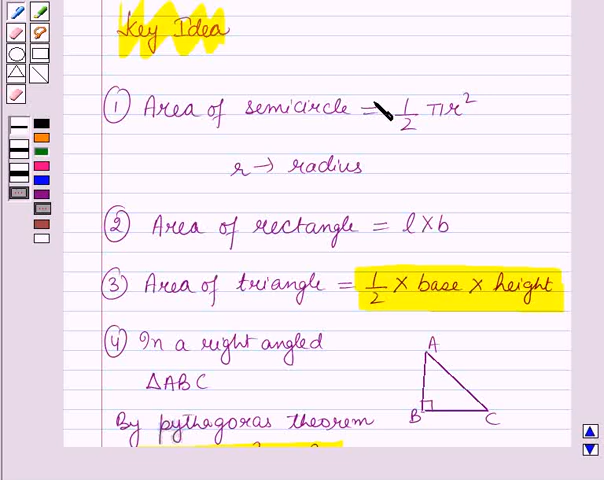 Key Idea
① Area of semicircle = 1/2 πr²
r → radius
② Area of rectangle = l×b
③ Area of triangle = 1/2 × base × height
④ In a right angled
△ABC
By pythagoras theorem
A
B
C